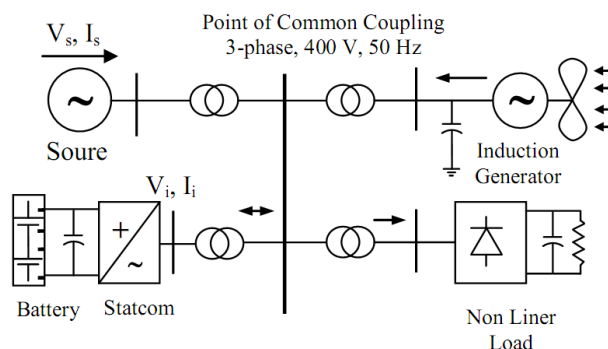 Point of Common Coupling
3-phase, 400 V, 50 Hz
Vs, Is
Soure
Induction
Generator
Vi, Ii
Battery
Statcom
Non Liner
Load